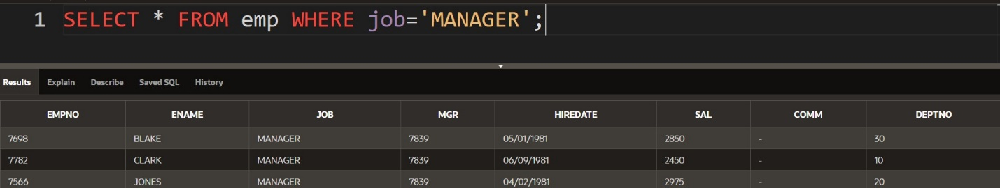 1 SELECT * FROM emp WHERE job='MANAGER';
Results Explain Describe Saved SQL History
EMPNO ENAME JOB MGR HIREDATE SAL COMM DEPTNO
7698 BLAKE MANAGER 7839 05/01/1981 2850 - 30
7782 CLARK MANAGER 7839 06/09/1981 2450 - 10
7566 JONES MANAGER 7839 04/02/1981 2975 - 20